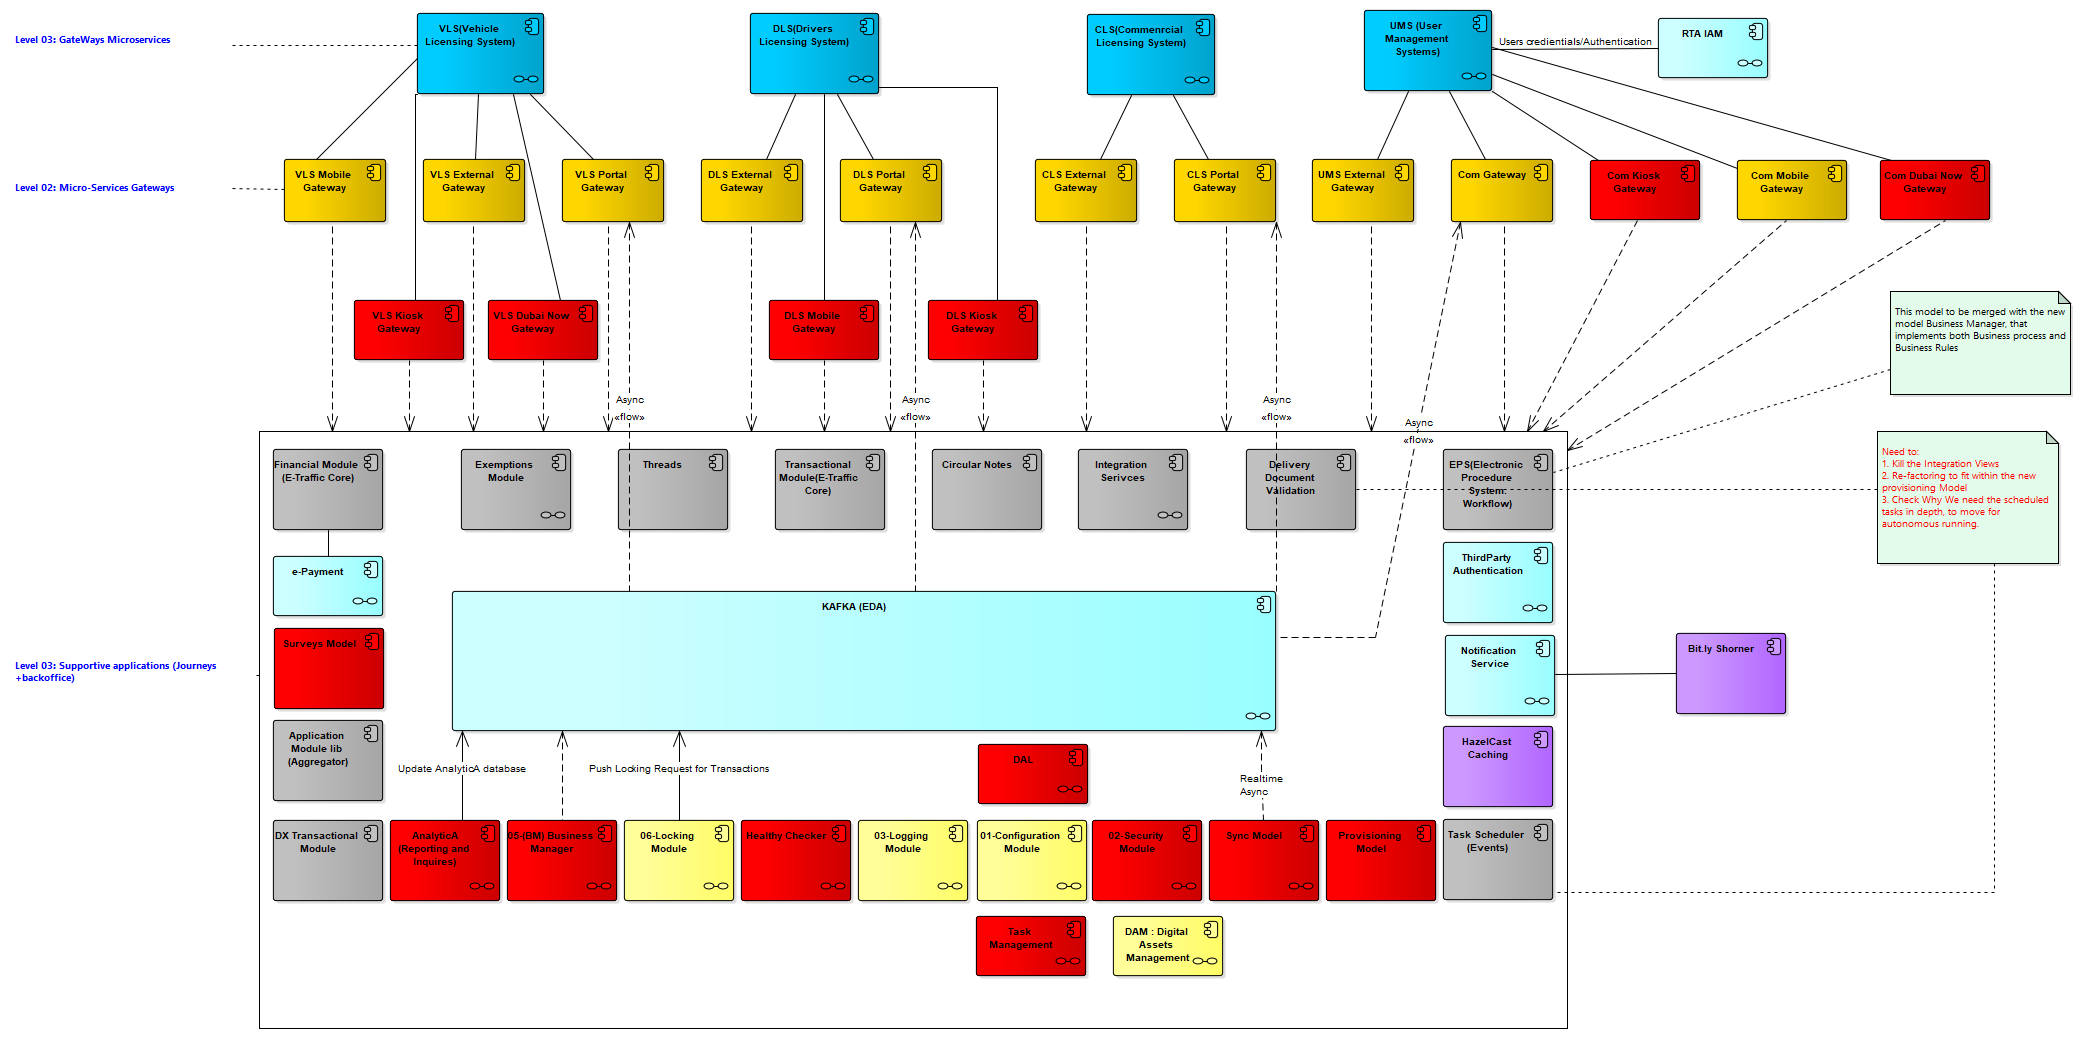 Level 03: GateWays Microservices
VLS(Vehicle
Licensing System)
DLS(Drivers
Licensing System)
CLS(Commenrcial
Licensing System)
UMS (User
Management
Systems)
Users credientials/Authentication
RTA IAM
Level 02: Micro-Services Gateways
VLS Mobile
Gateway
VLS External
Gateway
VLS Portal
Gateway
DLS External
Gateway
DLS Portal
Gateway
CLS External
Gateway
CLS Portal
Gateway
UMS External
Gateway
Com Gateway
Com Kiosk
Gateway
Com Mobile
Gateway
Com Dubai Now
Gateway
VLS Kiosk
Gateway
VLS Dubai Now
Gateway
DLS Mobile
Gateway
DLS Kiosk
Gateway
This model to be merged with the new
model Business Manager, that
implements both Business process and
Business Rules
Async
«flow»
Async
«flow»
Async
«flow»
Async
«flow»
Financial Module
(E-Traffic Core)
Exemptions
Module
Threads
Transactional
Module(E-Traffic
Core)
Circular Notes
Integration
Serivces
Delivery
Document
Validation
EPS(Electronic
Procedure
System:
Workflow)
Need to:
1. Kill the Integration Views
2. Re-factoring to fit within the new
provisioning Model
3. Check Why We need the scheduled
tasks in depth, to move for
autonomous running.
e-Payment
ThirdParty
Authentication
KAFKA (EDA)
Surveys Model
Notification
Service
Bit.ly Shorner
Level 03: Supportive applications (Journeys
+backoffice)
Application
Module lib
(Aggregator)
HazelCast
Caching
Update AnalyticA database
Push Locking Request for Transactions
DAL
Realtime
Async
DX Transactional
Module
AnalyticA
(Reporting and
Inquires)
05-(BM) Business
Manager
06-Locking
Module
Healthy Checker
03-Logging
Module
01-Configuration
Module
02-Security
Module
Sync Model
Provisioning
Model
Task Scheduler
(Events)
Task
Management
DAM : Digital
Assets
Management